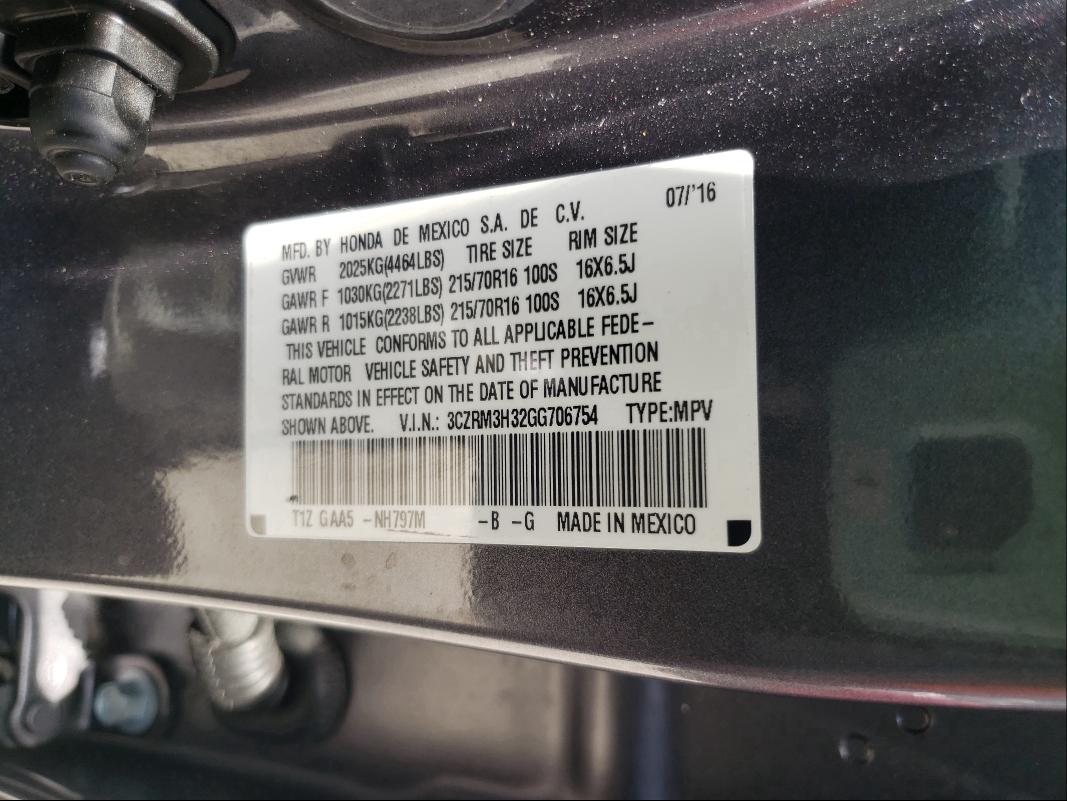 07/'16
MFD. BY HONDA DE MEXICO S.A. DE C.V.
GVWR 2025KG(4464LBS) TIRE SIZE RIM SIZE
GAWR F 1030KG(2271LBS) 215/70R16 100S 16X6.5J
GAWR R 1015KG(2238LBS) 215/70R16 100S 16X6.5J
THIS VEHICLE CONFORMS TO ALL APPLICABLE FEDE-
RAL MOTOR VEHICLE SAFETY AND THEFT PREVENTION
STANDARDS IN EFFECT ON THE DATE OF MANUFACTURE
SHOWN ABOVE. V.I.N.: 3CZRM3H32GG706754 TYPE:MPV
T1Z GAA5 -NH797M -B -G MADE IN MEXICO